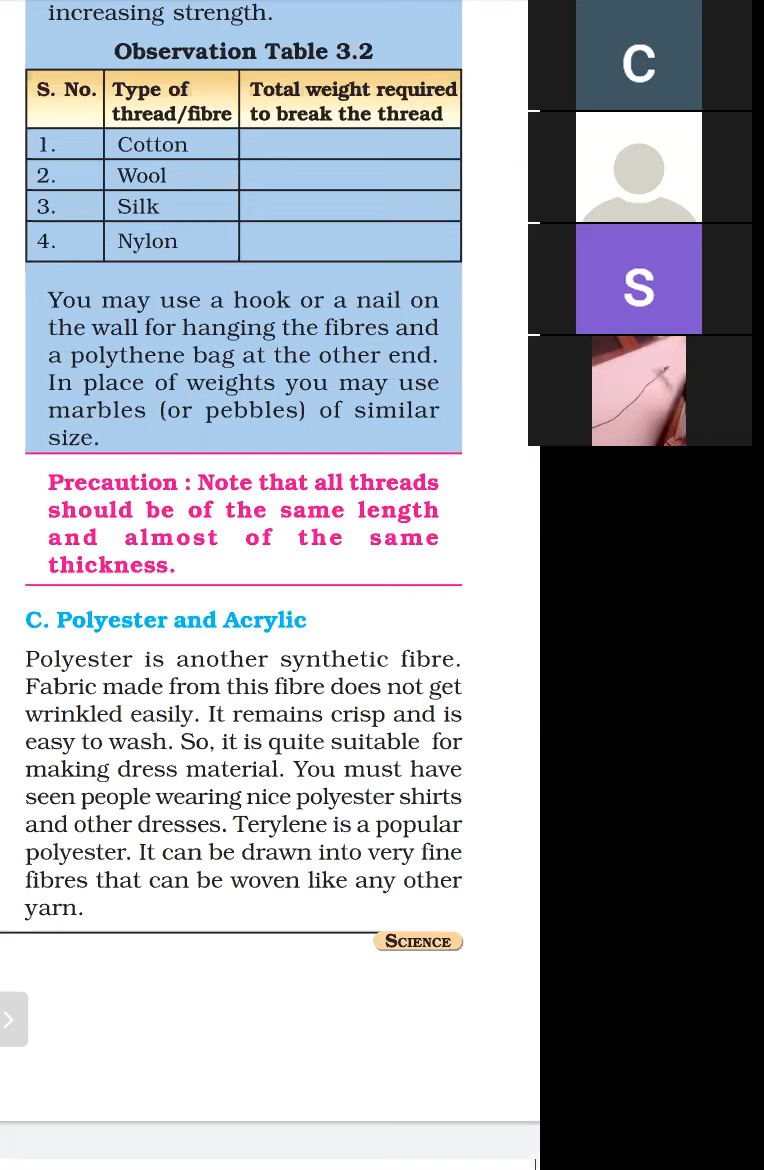 increasing strength.
Observation Table 3.2
S. No. Type of Total weight required
thread/fibre to break the thread
1. Cotton
2. Wool
3. Silk
4. Nylon
You may use a hook or a nail on
the wall for hanging the fibres and
a polythene bag at the other end.
In place of weights you may use
marbles (or pebbles) of similar
size.
Precaution : Note that all threads
should be of the same length
and almost of the same
thickness.
C. Polyester and Acrylic
Polyester is another synthetic fibre.
Fabric made from this fibre does not get
wrinkled easily. It remains crisp and is
easy to wash. So, it is quite suitable for
making dress material. You must have
seen people wearing nice polyester shirts
and other dresses. Terylene is a popular
polyester. It can be drawn into very fine
fibres that can be woven like any other
yarn.
SCIENCE
C
S